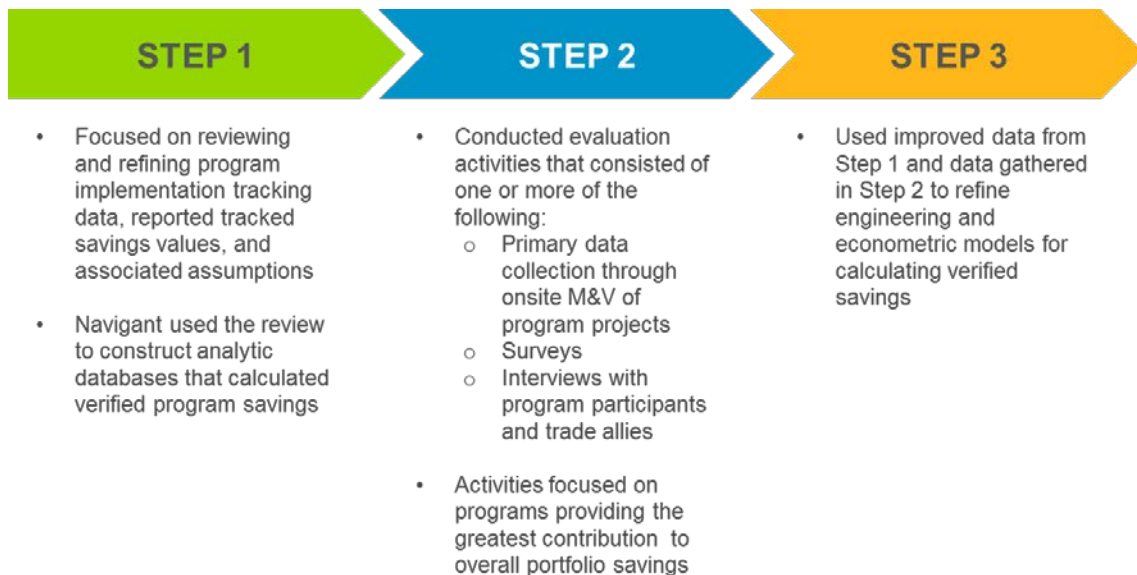 STEP 1
• Focused on reviewing
and refining program
implementation tracking
data, reported tracked
savings values, and
associated assumptions
• Navigant used the review
to construct analytic
databases that calculated
verified program savings
STEP 2
• Conducted evaluation
activities that consisted of
one or more of the
following:
o Primary data
collection through
onsite M&V of
program projects
o Surveys
o Interviews with
program participants
and trade allies
• Activities focused on
programs providing the
greatest contribution to
overall portfolio savings
STEP 3
• Used improved data from
Step 1 and data gathered
in Step 2 to refine
engineering and
econometric models for
calculating verified
savings